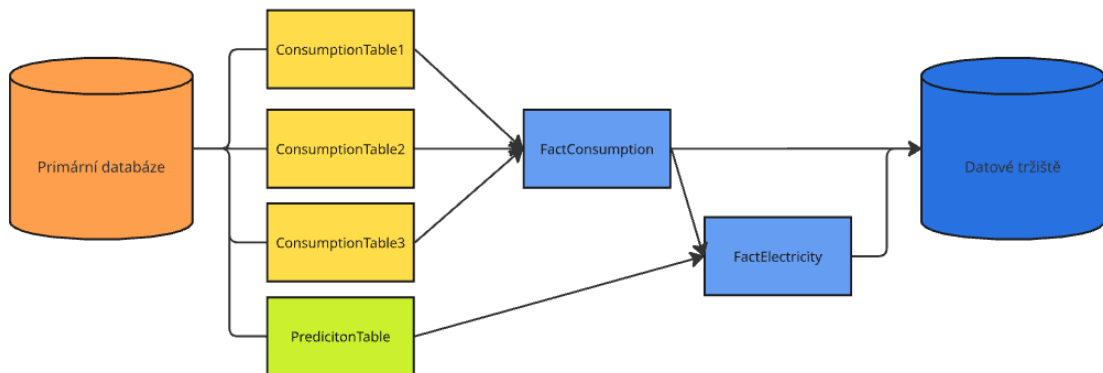 ConsumptionTable1
Primární databáze
ConsumptionTable2
FactConsumption
Datové tržiště
ConsumptionTable3
FactElectricity
PredicitonTable